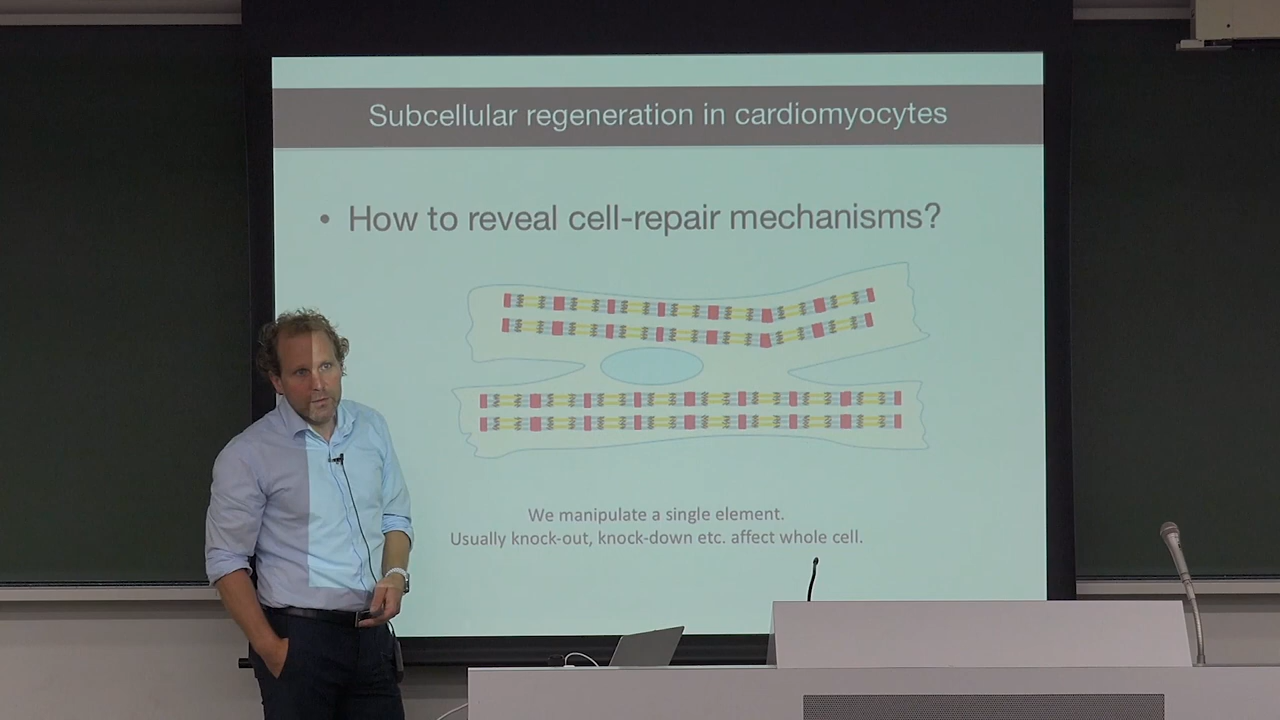 Subcellular regeneration in cardiomyocytes
• How to reveal cell-repair mechanisms?
We manipulate a single element.
Usually knock-out, knock-down etc. affect whole cell.